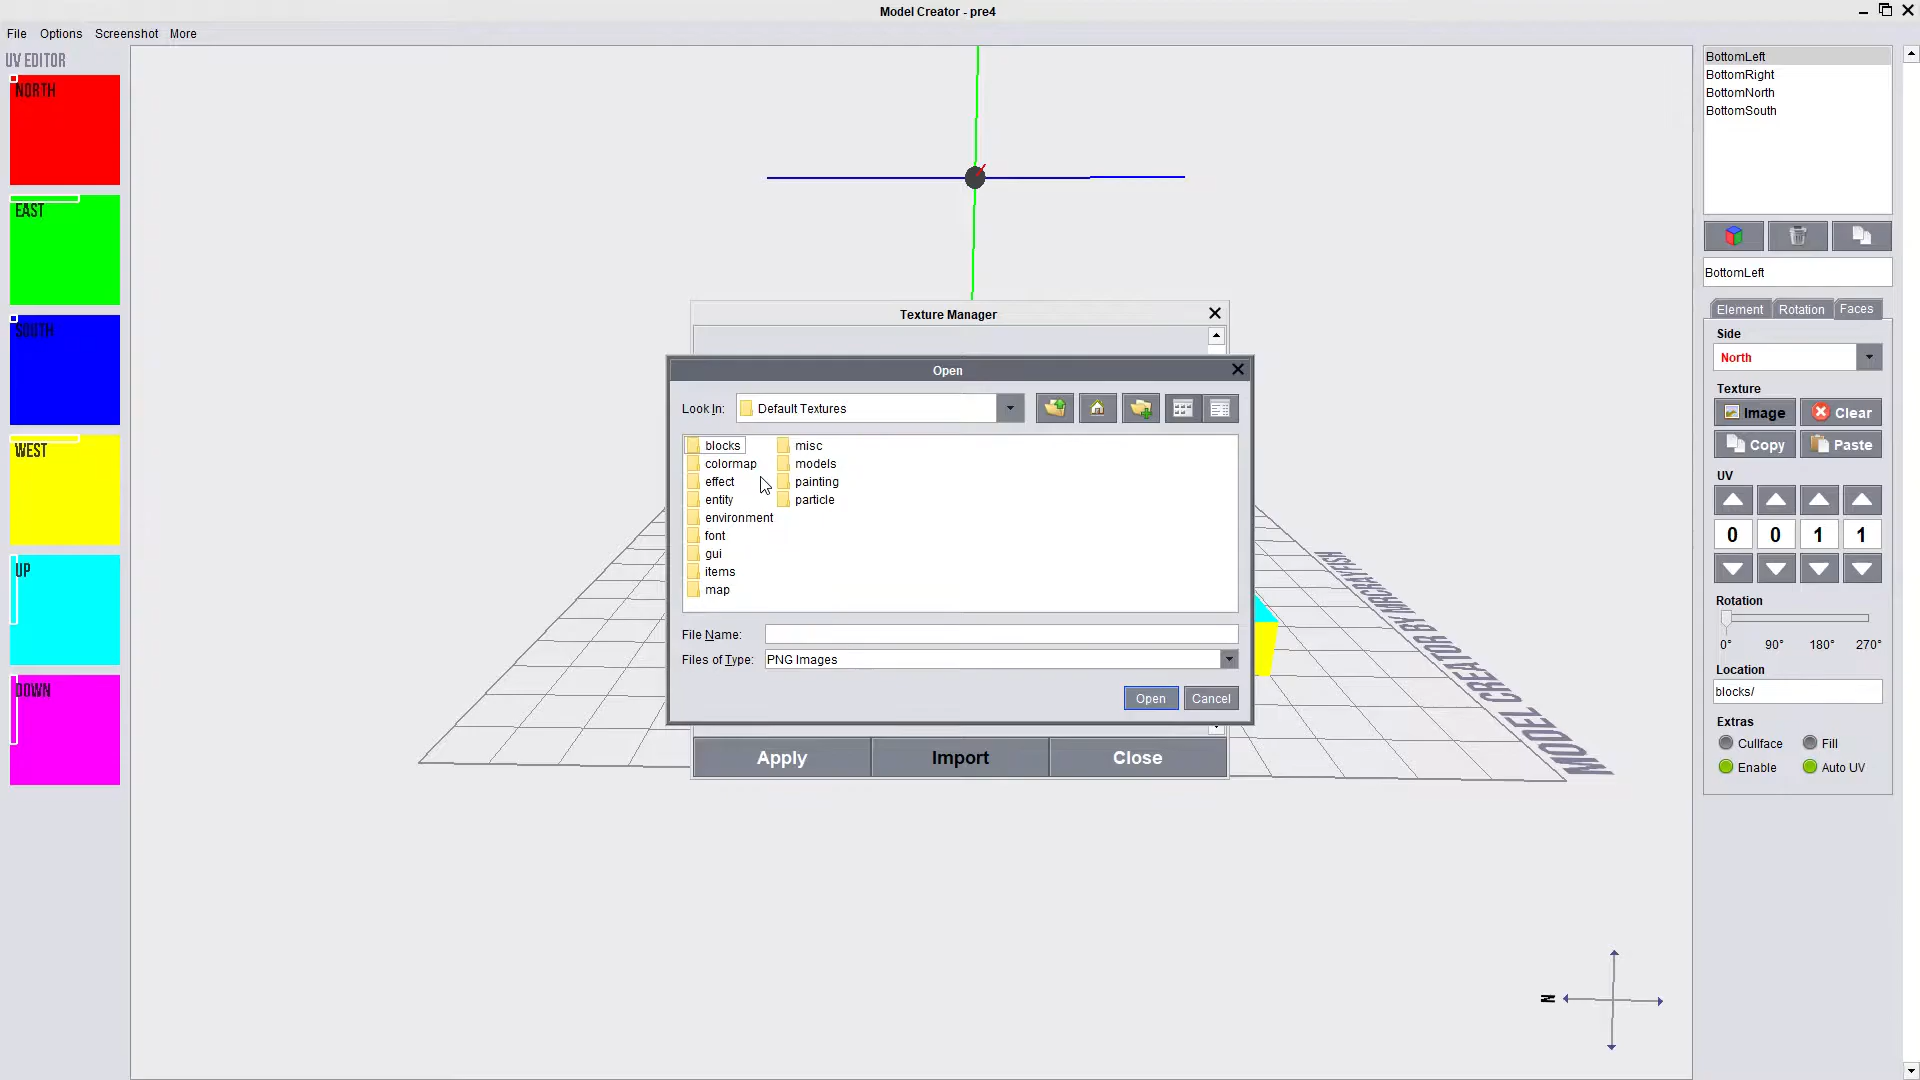 Model Creator - pre4
File Options Screenshot More
UV EDITOR
NORTH
EAST
SOUTH
WEST
UP
DOWN
Texture Manager
Open
Look In: Default Textures
blocks
colormap
effect
entity
environment
font
gui
items
map
misc
models
painting
particle
File Name:
Files of Type: PNG Images
Open Cancel
Apply Import Close
MODEL CREATOR BY MRCRAYFISH
N
BottomLeft
BottomRight
BottomNorth
BottomSouth
BottomLeft
Element Rotation Faces
Side
North
Texture
Image Clear
Copy Paste
UV
0 0 1 1
Rotation
0° 90° 180° 270°
Location
blocks/
Extras
Cullface Fill
Enable Auto UV